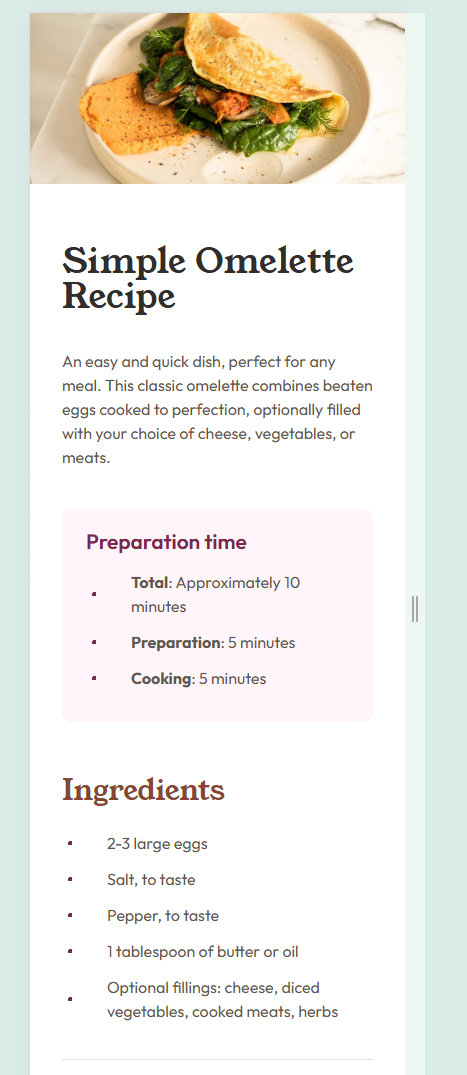 Simple Omelette
Recipe
An easy and quick dish, perfect for any
meal. This classic omelette combines beaten
eggs cooked to perfection, optionally filled
with your choice of cheese, vegetables, or
meats.
Preparation time
Total: Approximately 10
minutes
Preparation: 5 minutes
Cooking: 5 minutes
Ingredients
2-3 large eggs
Salt, to taste
Pepper, to taste
1 tablespoon of butter or oil
Optional fillings: cheese, diced
vegetables, cooked meats, herbs